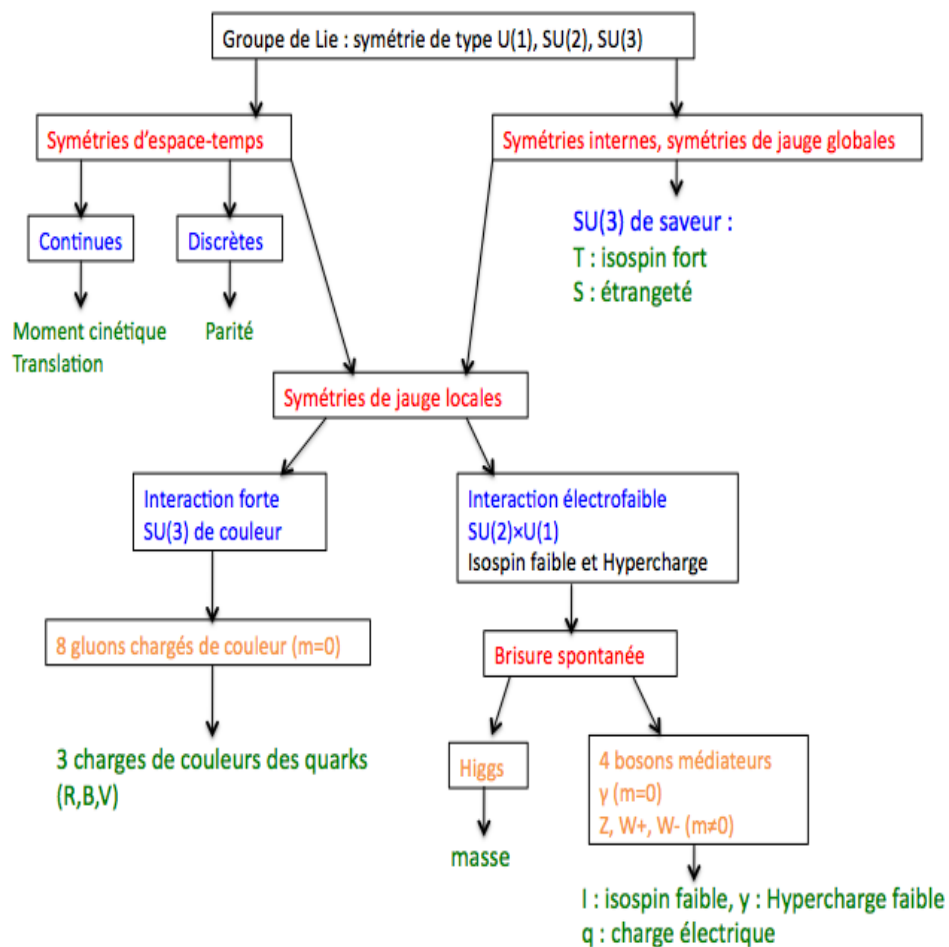 Groupe de Lie : symétrie de type U(1), SU(2), SU(3)
Symétries d'espace-temps
Symétries internes, symétries de jauge globales
Continues
Discrètes
SU(3) de saveur :
T : isospin fort
S : étrangeté
Moment cinétique
Translation
Parité
Symétries de jauge locales
Interaction forte
SU(3) de couleur
Interaction électrofaible
SU(2)×U(1)
Isospin faible et Hypercharge
8 gluons chargés de couleur (m=0)
Brisure spontanée
3 charges de couleurs des quarks
(R,B,V)
Higgs
4 bosons médiateurs
γ (m=0)
Z, W+, W- (m≠0)
masse
I : isospin faible, y : Hypercharge faible
q : charge électrique